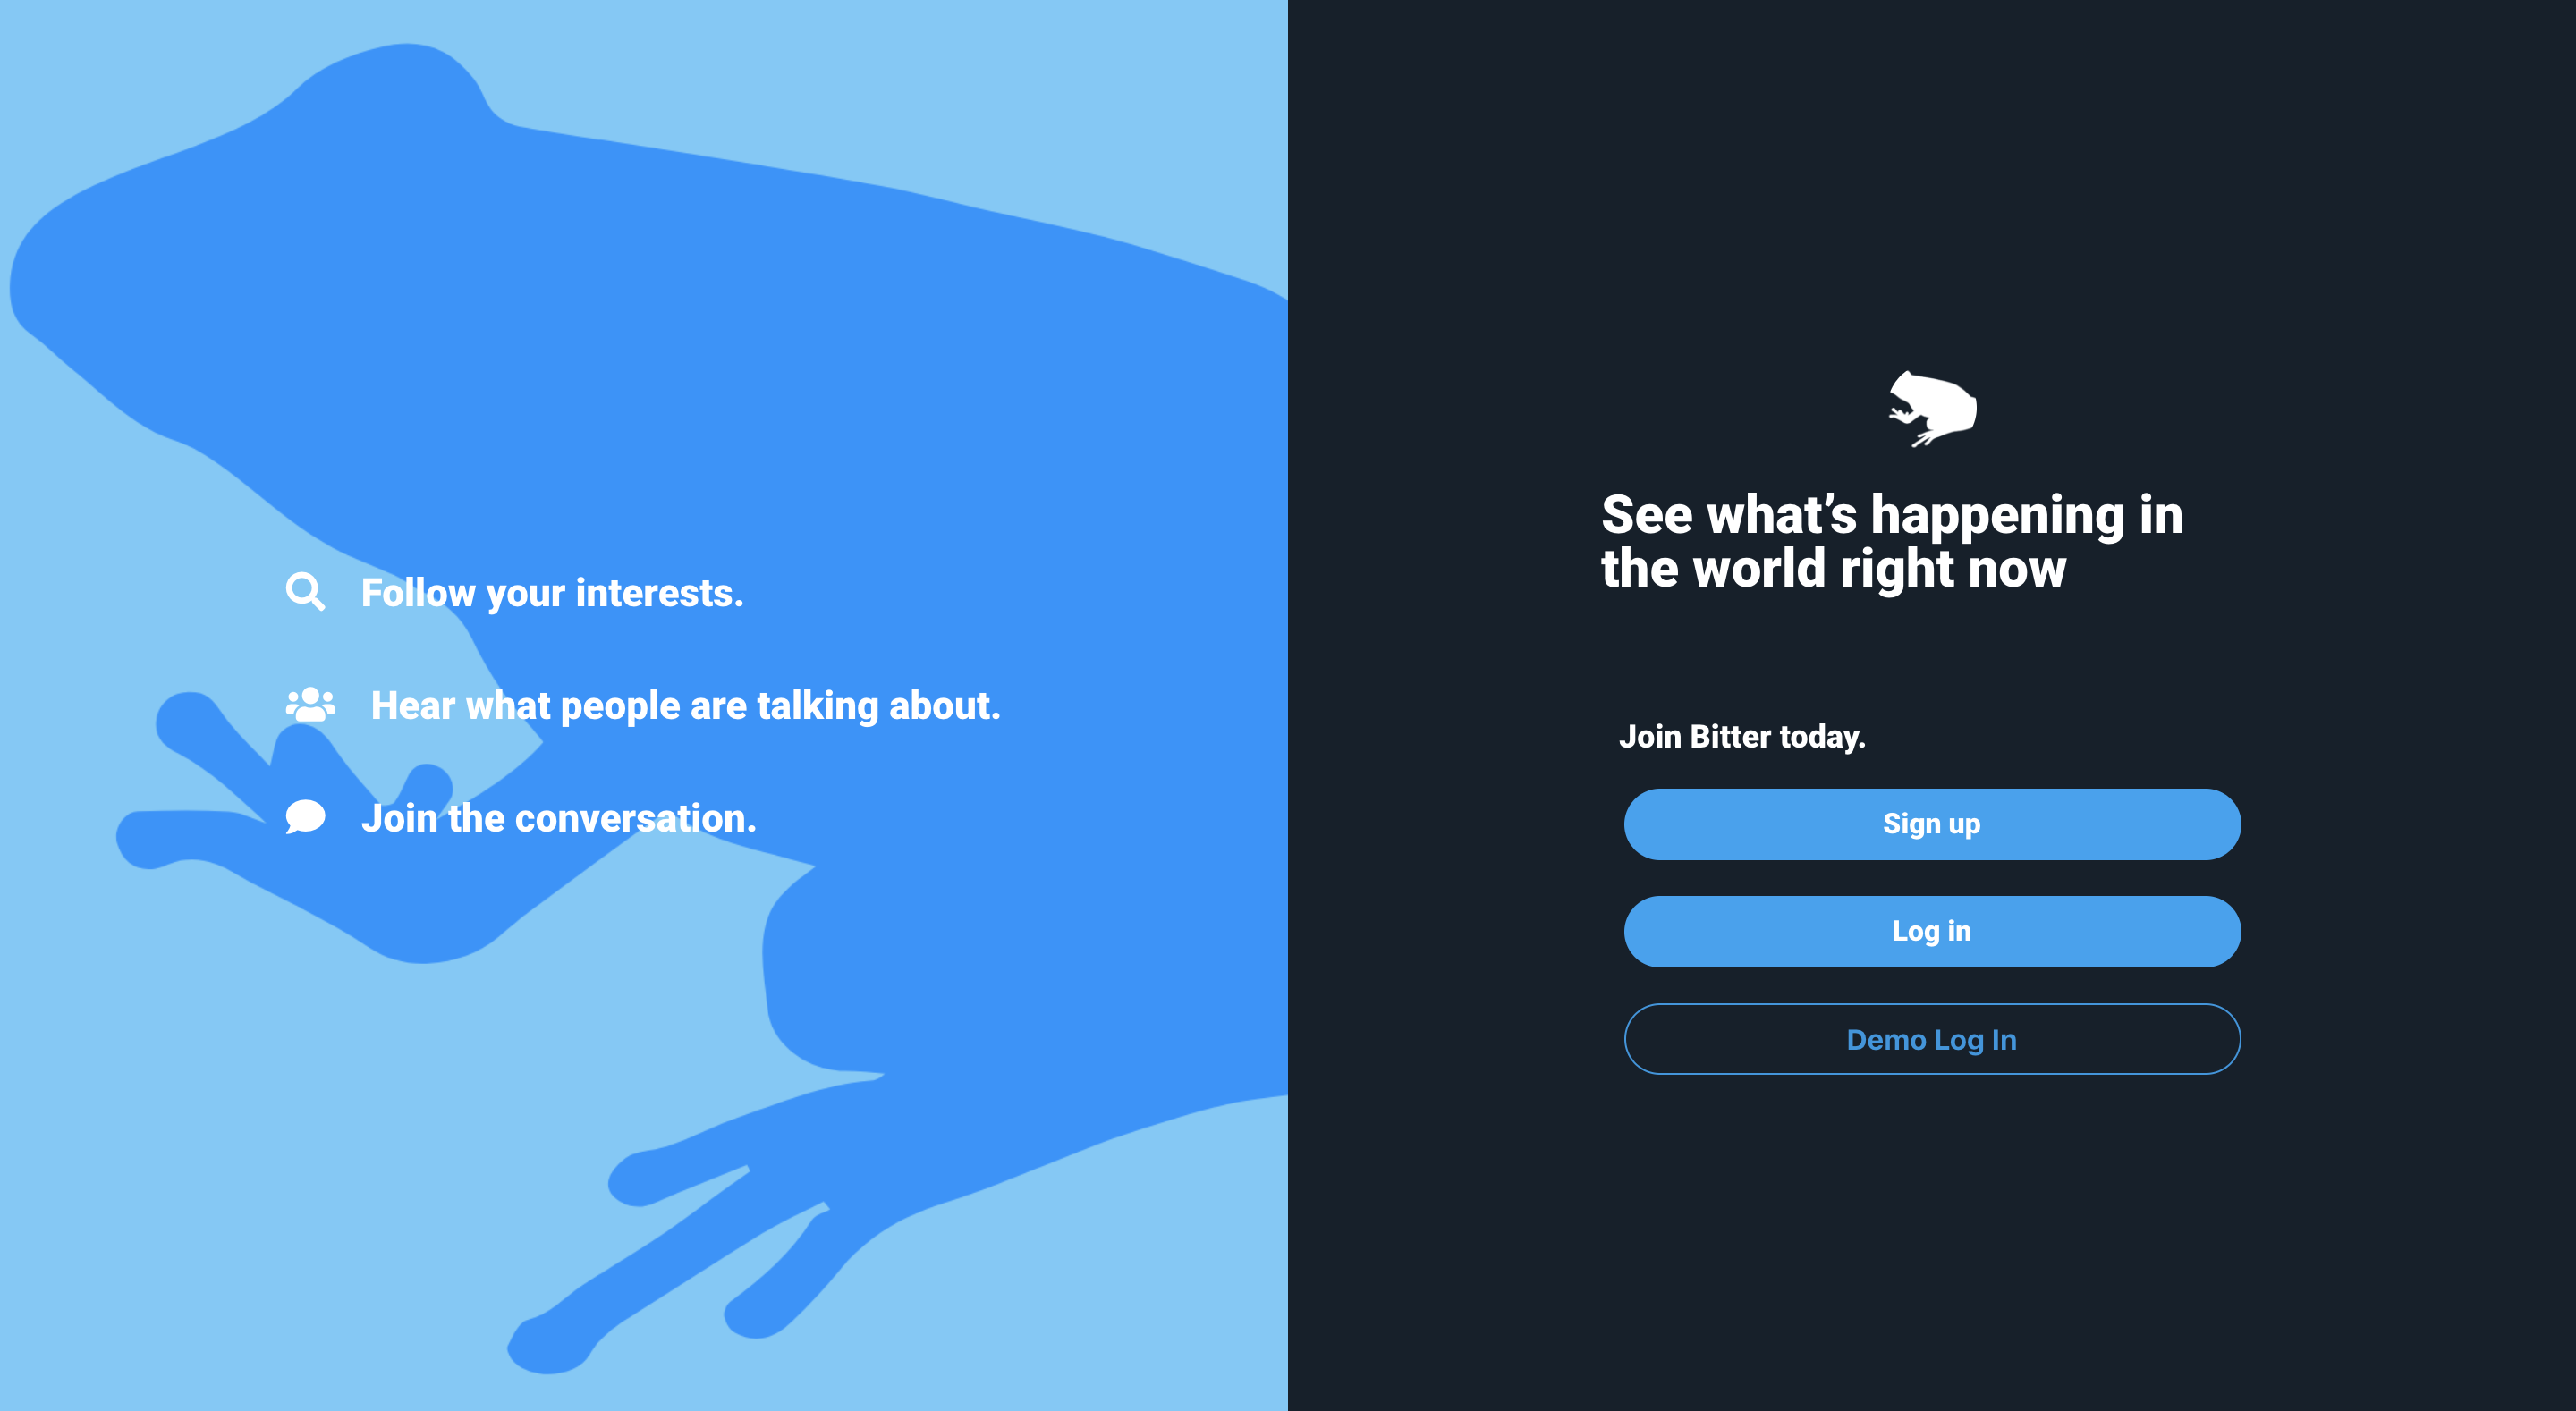 Follow your interests.
Hear what people are talking about.
Join the conversation.
See what’s happening in
the world right now
Join Bitter today.
Sign up
Log in
Demo Log In